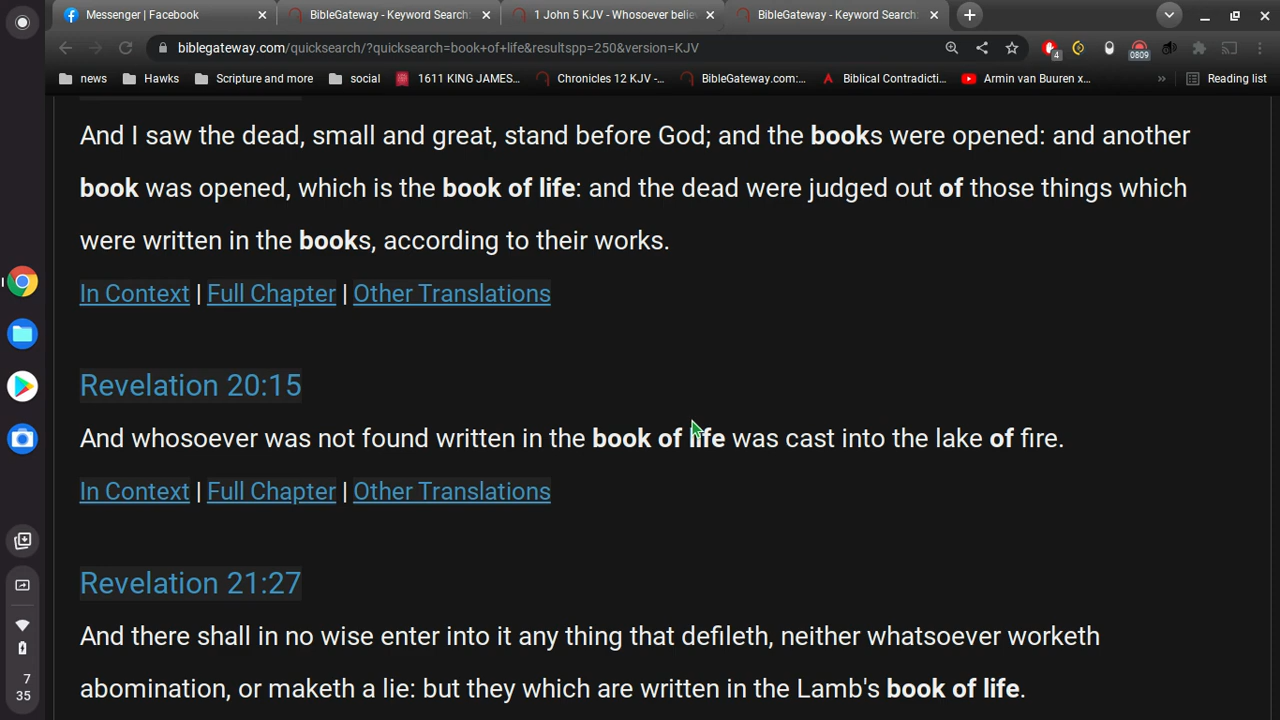 Messenger | Facebook
BibleGateway - Keyword Search:
1 John 5 KJV - Whosoever belie
BibleGateway - Keyword Search:
biblegateway.com/quicksearch/?quicksearch=book+of+life&resultspp=250&version=KJV
4
0809
news
Hawks
Scripture and more
social
1611 KING JAMES...
Chronicles 12 KJV -...
BibleGateway.com:...
Biblical Contradicti...
Armin van Buuren x...
»
Reading list
And I saw the dead, small and great, stand before God; and the books were opened: and another
book was opened, which is the book of life: and the dead were judged out of those things which
were written in the books, according to their works.
In Context | Full Chapter | Other Translations
Revelation 20:15
And whosoever was not found written in the book of life was cast into the lake of fire.
In Context | Full Chapter | Other Translations
Revelation 21:27
And there shall in no wise enter into it any thing that defileth, neither whatsoever worketh
abomination, or maketh a lie: but they which are written in the Lamb's book of life.
7
35